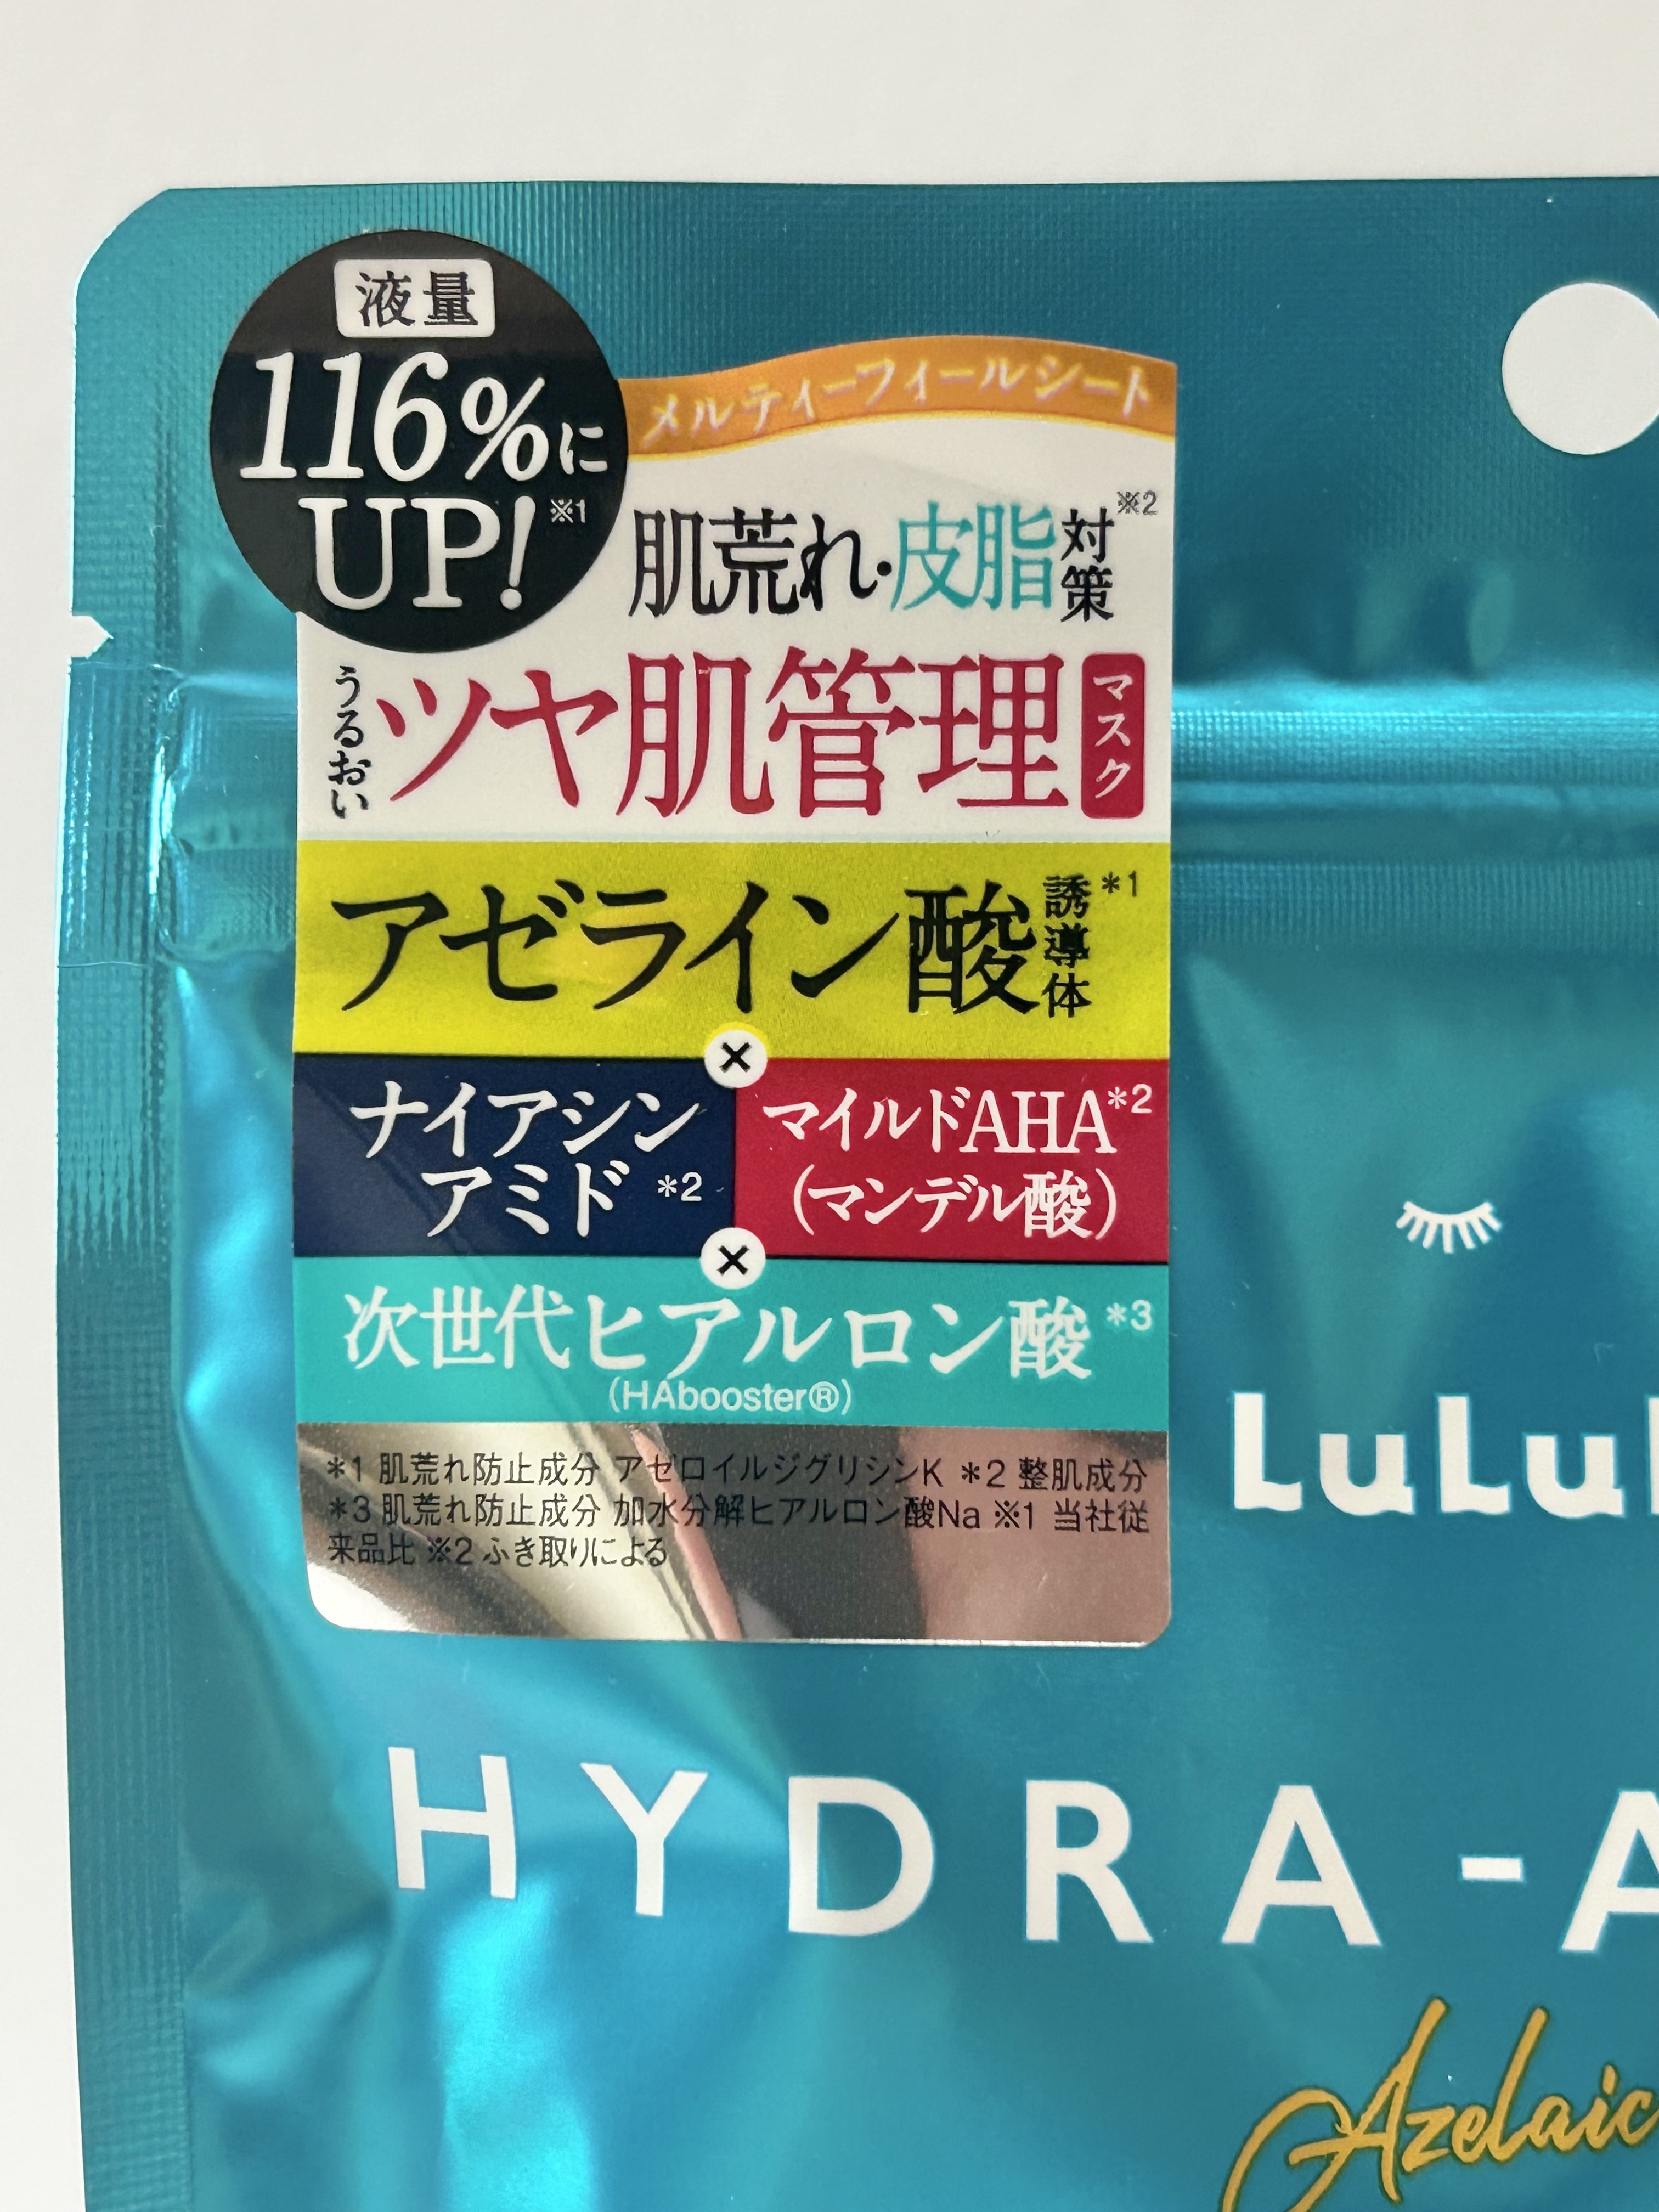 液量
116%に
UP!※1
メルティーフィールシート
肌荒れ・皮脂対策※2
うるおい
ツヤ肌管理
マスク
アゼライン酸誘導体*1
×
ナイアシン
アミド*2
マイルドAHA*2
(マンデル酸)
×
次世代ヒアルロン酸*3
(HAbooster®)
*1 肌荒れ防止成分 アゼロイルジグリシンK *2 整肌成分
*3 肌荒れ防止成分 加水分解ヒアルロン酸Na ※1 当社従
来品比 ※2 ふき取りによる
LuLu
HYDRA-A
Azelaic